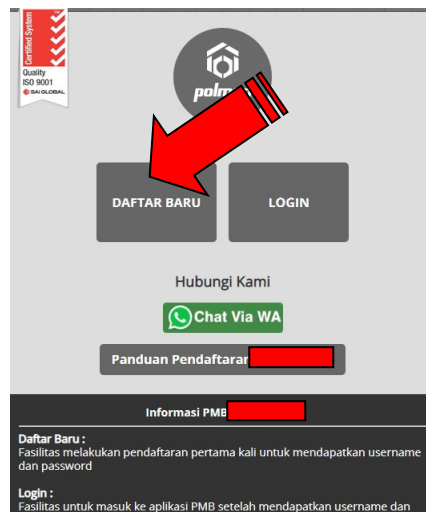 Certified System
Quality
ISO 9001
SAI GLOBAL
DAFTAR BARU
LOGIN
Hubungi Kami
Chat Via WA
Panduan Pendaftaran
Informasi PMB
Daftar Baru :
Fasilitas melakukan pendaftaran pertama kali untuk mendapatkan username
dan password
Login :
Fasilitas untuk masuk ke aplikasi PMB setelah mendapatkan username dan